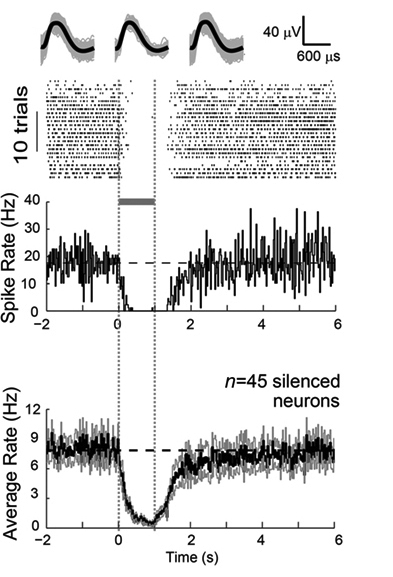 40 μV
600 μs
10 trials
Spike Rate (Hz)
40
30
20
10
0
−2 0 2 4 6
n=45 silenced
neurons
Average Rate (Hz)
12
9
6
3
0
−2 0 2 4 6
Time (s)